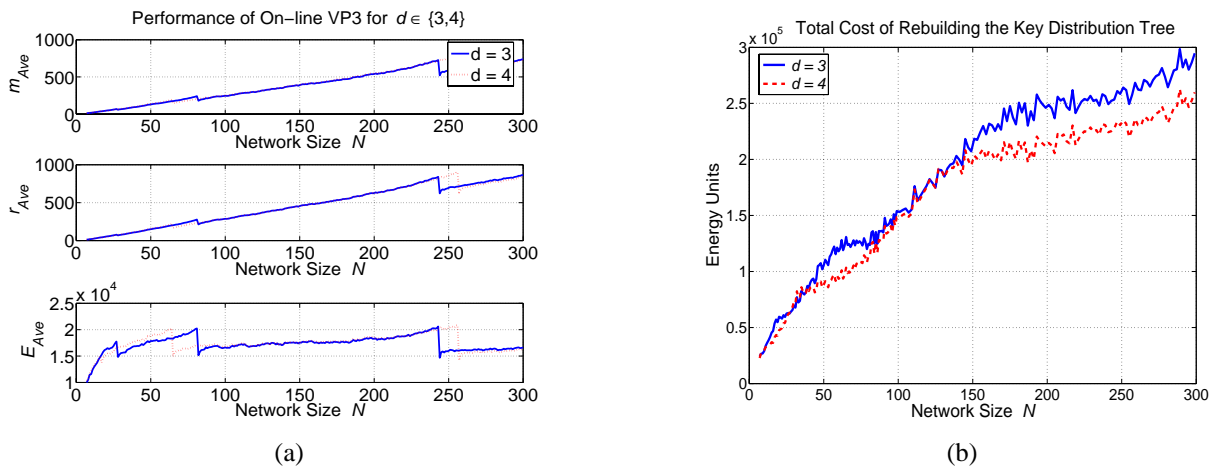 Performance of On-line VP3 for d ∈ {3,4}
1000
500
0
m_Ave
d = 3
d = 4
0 50 100 150 200 250 300
Network Size N
1000
500
0
r_Ave
0 50 100 150 200 250 300
Network Size N
x 10^4
2.5
2.0
1.5
1
E_Ave
0 50 100 150 200 250 300
Network Size N
(a)
Total Cost of Rebuilding the Key Distribution Tree
x 10^5
3
2.5
2
1.5
1
0.5
0
Energy Units
d = 3
d = 4
0 50 100 150 200 250 300
Network Size N
(b)